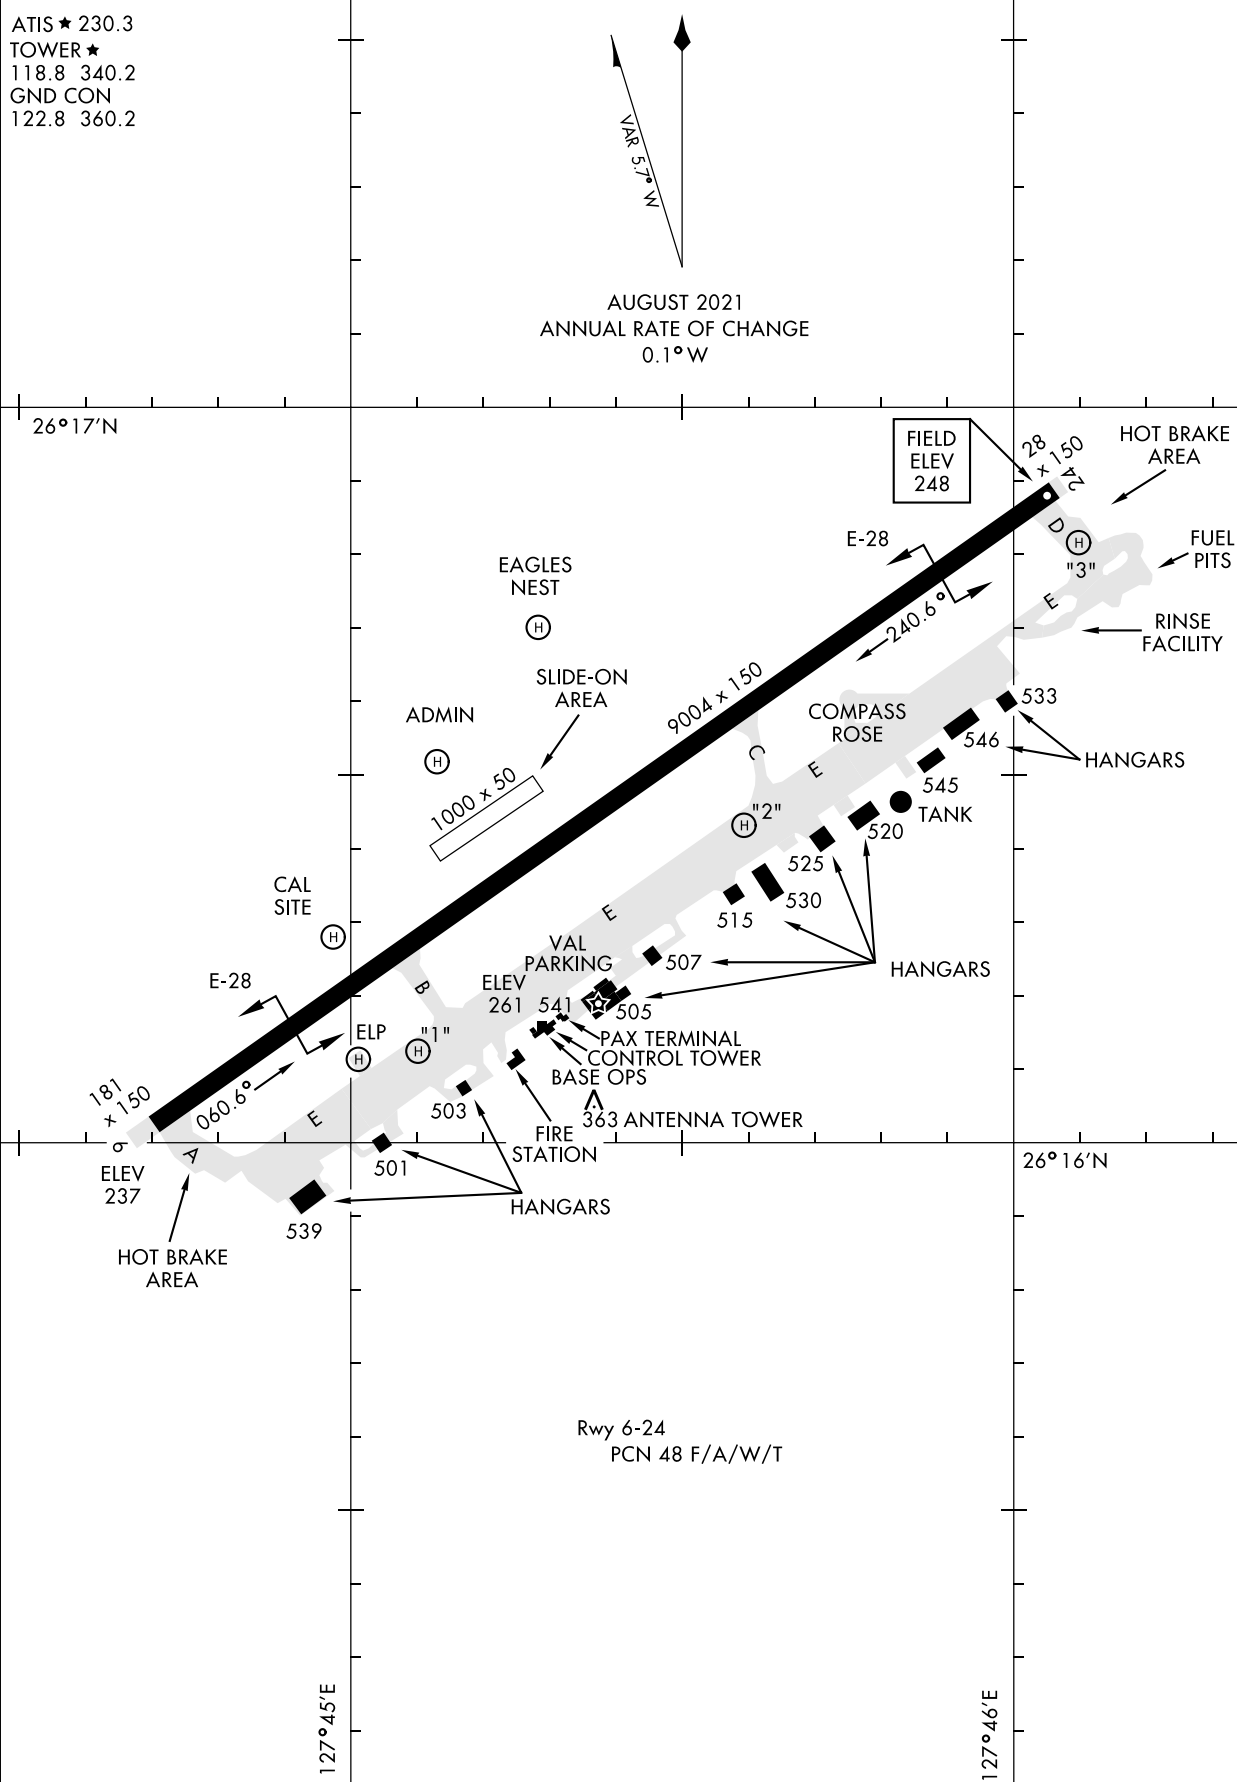 ATIS ★ 230.3
TOWER ★
118.8 340.2
GND CON
122.8 360.2
VAR 5.7° W
AUGUST 2021
ANNUAL RATE OF CHANGE
0.1° W
26°17'N
FIELD
ELEV
248
28
x 150
24
HOT BRAKE
AREA
D
H
"3"
FUEL
PITS
E-28
E
240.6°
RINSE
FACILITY
EAGLES
NEST
H
SLIDE-ON
AREA
9004 x 150
ADMIN
H
COMPASS
ROSE
533
546
HANGARS
C
E
545
1000 x 50
TANK
H
"2"
520
525
530
515
CAL
SITE
H
E
VAL
PARKING
507
HANGARS
E-28
B
ELEV
261
541
505
ELP
H
"1"
H
PAX TERMINAL
CONTROL TOWER
BASE OPS
181
x 150
060.6°
E
503
363 ANTENNA TOWER
FIRE
STATION
6
A
ELEV
237
501
26°16'N
HANGARS
539
HOT BRAKE
AREA
Rwy 6-24
PCN 48 F/A/W/T
127°45'E
127°46'E